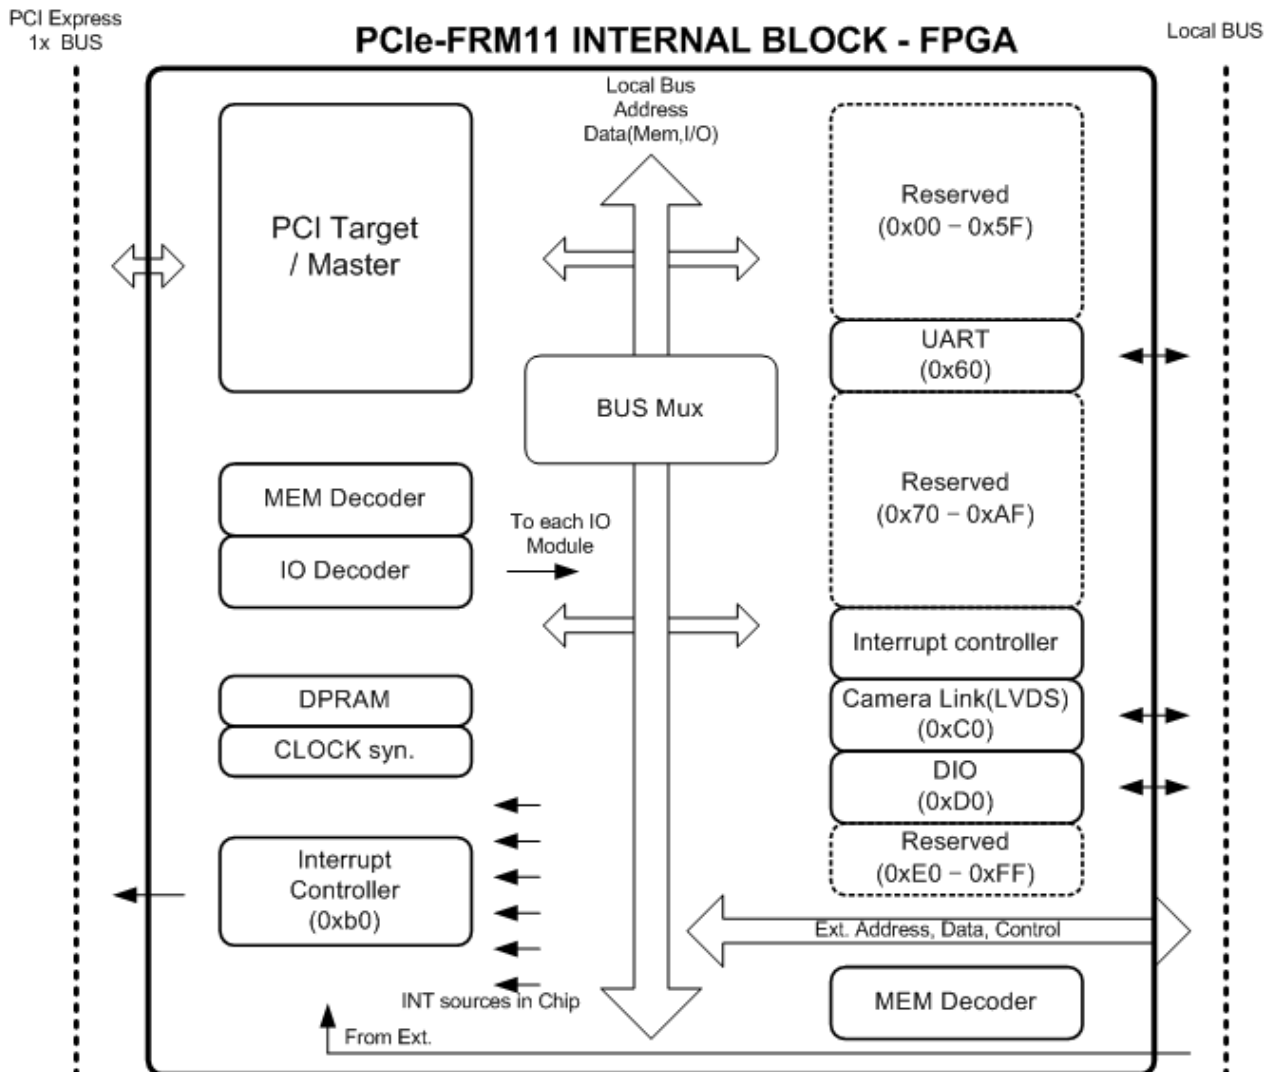 PCI Express
1x BUS
PCIe-FRM11 INTERNAL BLOCK - FPGA
Local BUS
Local Bus
Address
Data(Mem,I/O)
PCI Target
/ Master
Reserved
(0x00 – 0x5F)
UART
(0x60)
BUS Mux
Reserved
(0x70 – 0xAF)
MEM Decoder
IO Decoder
To each IO
Module
Interrupt controller
DPRAM
CLOCK syn.
Camera Link(LVDS)
(0xC0)
DIO
(0xD0)
Reserved
(0xE0 – 0xFF)
Interrupt
Controller
(0xb0)
Ext. Address, Data, Control
INT sources in Chip
MEM Decoder
From Ext.